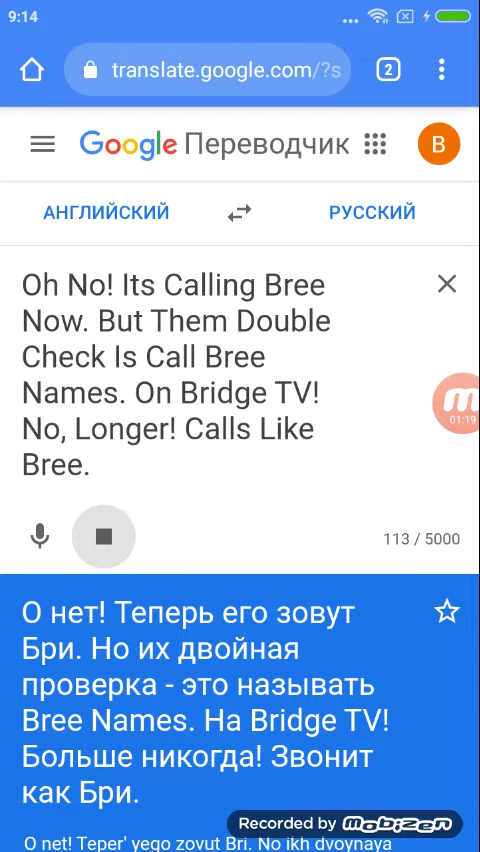 9:14
translate.google.com/?s
2
Google Переводчик
B
АНГЛИЙСКИЙ
РУССКИЙ
Oh No! Its Calling Bree
Now. But Them Double
Check Is Call Bree
Names. On Bridge TV!
No, Longer! Calls Like
Bree.
01:19
113 / 5000
О нет! Теперь его зовут
Бри. Но их двойная
проверка - это называть
Bree Names. На Bridge TV!
Больше никогда! Звонит
как Бри.
Recorded by Mobizen
O net! Teper' yego zovut Bri. No ikh dvoynaya